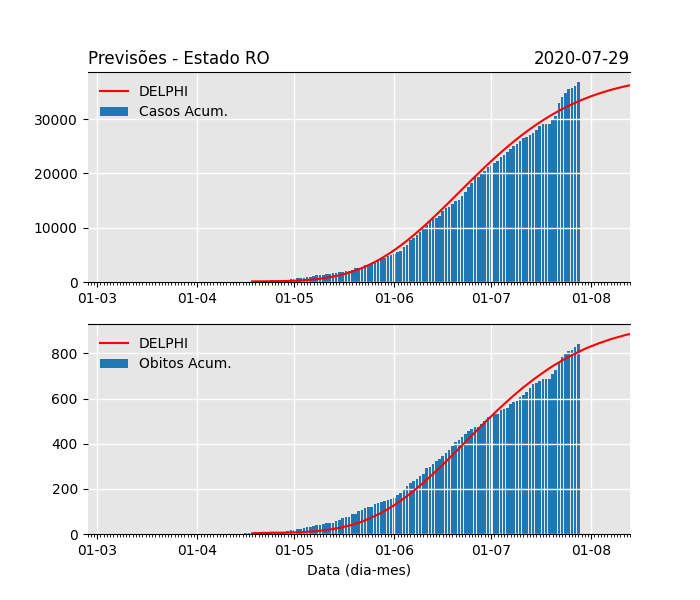 Previsões - Estado RO 2020-07-29
DELPHI
Casos Acum.
30000
20000
10000
0
01-03 01-04 01-05 01-06 01-07 01-08
DELPHI
Obitos Acum.
800
600
400
200
0
01-03 01-04 01-05 01-06 01-07 01-08
Data (dia-mes)